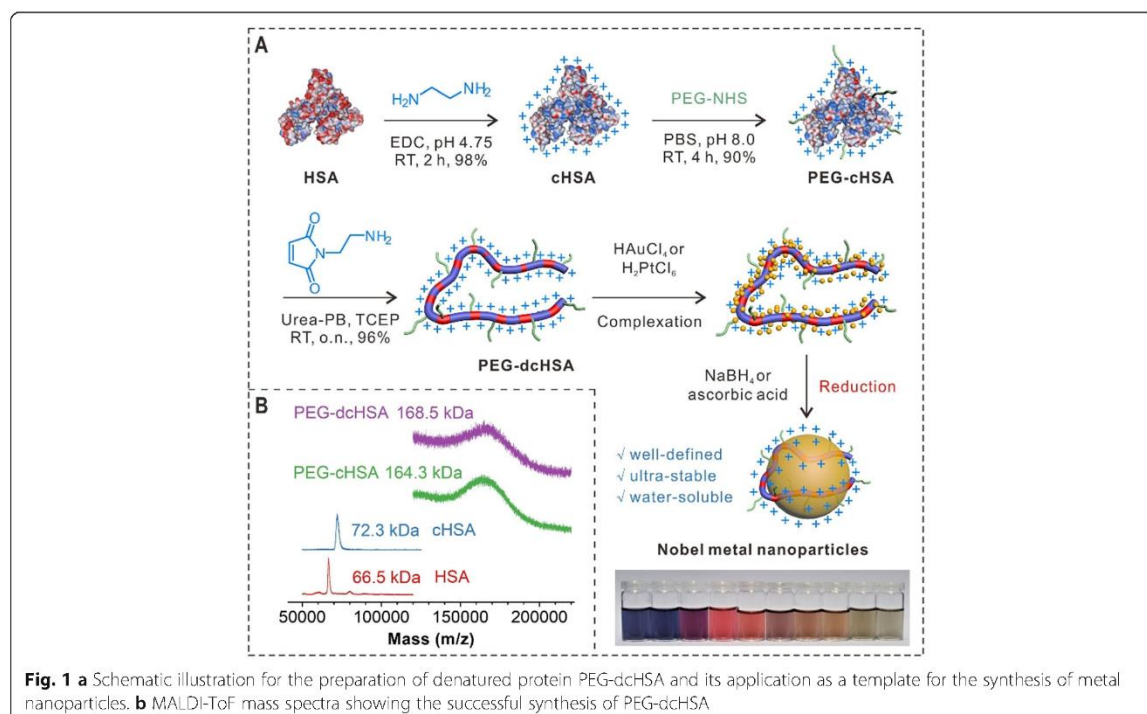 A
H₂N NH₂
EDC, pH 4.75
RT, 2 h, 98%
PEG-NHS
PBS, pH 8.0
RT, 4 h, 90%
HSA
cHSA
PEG-cHSA
O
N
O
NH₂
Urea-PB, TCEP
RT, o.n., 96%
PEG-dcHSA
HAuCl₄ or
H₂PtCl₆
Complexation
NaBH₄ or
ascorbic acid
Reduction
√ well-defined
√ ultra-stable
√ water-soluble
Nobel metal nanoparticles
B
PEG-dcHSA 168.5 kDa
PEG-cHSA 164.3 kDa
72.3 kDa cHSA
66.5 kDa HSA
50000 100000 150000 200000
Mass (m/z)
Fig. 1 a Schematic illustration for the preparation of denatured protein PEG-dcHSA and its application as a template for the synthesis of metal
nanoparticles. b MALDI-ToF mass spectra showing the successful synthesis of PEG-dcHSA